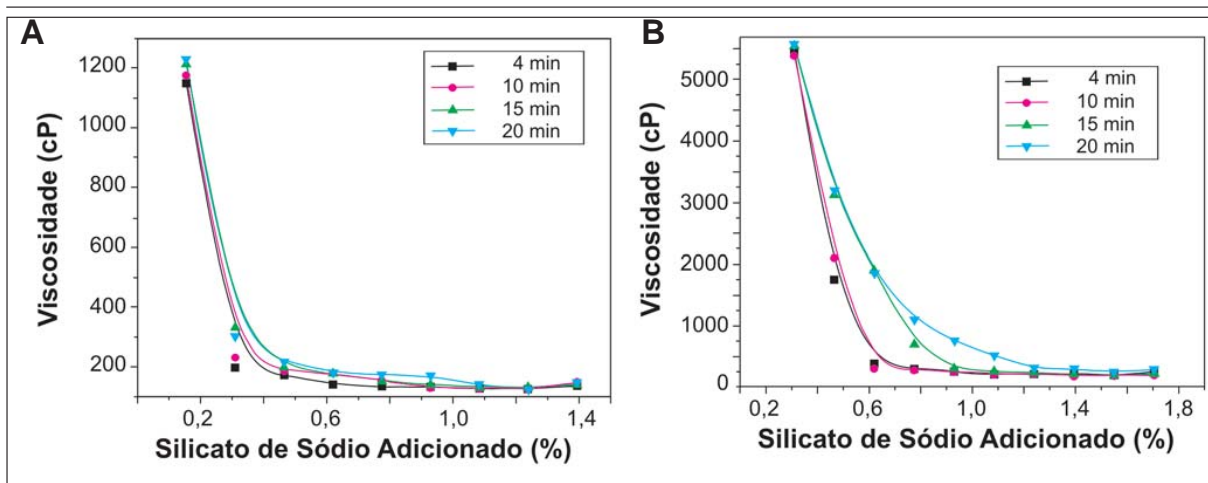 A
Viscosidade (cP)
1200
1000
800
600
400
200
0,2
0,6
1,0
1,4
Silicato de Sódio Adicionado (%)
4 min
10 min
15 min
20 min
B
Viscosidade (cP)
5000
4000
3000
2000
1000
0
0,2
0,6
1,0
1,4
1,8
Silicato de Sódio Adicionado (%)
4 min
10 min
15 min
20 min